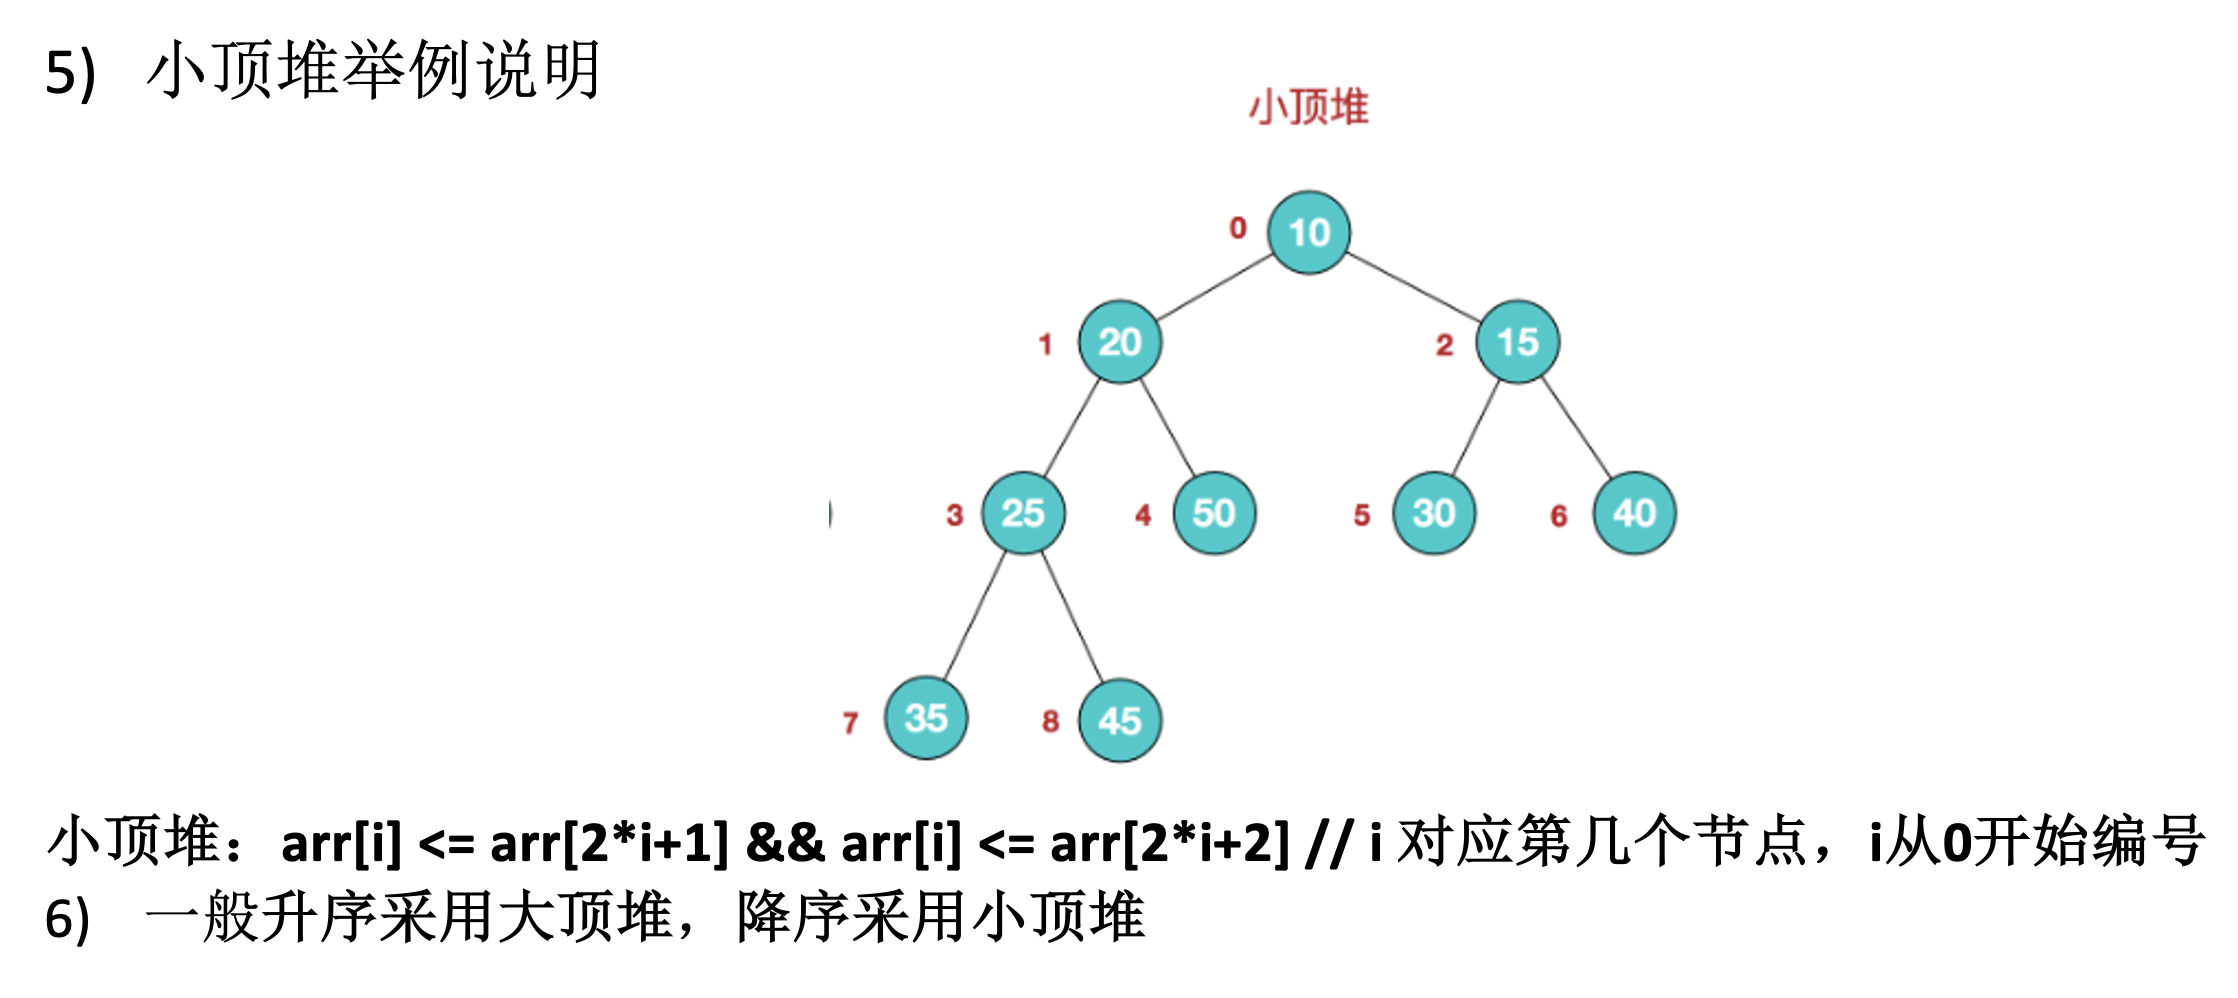 5) 小顶堆举例说明
小顶堆
0 10
1 20 2 15
3 25 4 50 5 30 6 40
7 35 8 45
小顶堆：arr[i] <= arr[2*i+1] && arr[i] <= arr[2*i+2] // i 对应第几个节点，i从0开始编号
6) 一般升序采用大顶堆，降序采用小顶堆